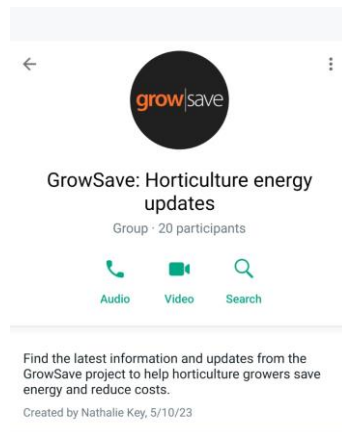 grow|save
GrowSave: Horticulture energy
updates
Group · 20 participants
Audio Video Search
Find the latest information and updates from the
GrowSave project to help horticulture growers save
energy and reduce costs.
Created by Nathalie Key, 5/10/23